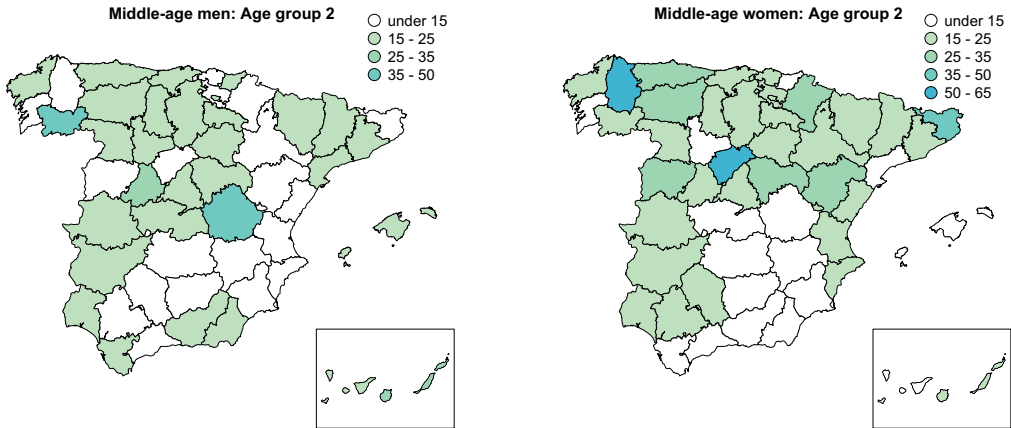 Middle-age men: Age group 2
under 15
15 - 25
25 - 35
35 - 50
Middle-age women: Age group 2
under 15
15 - 25
25 - 35
35 - 50
50 - 65